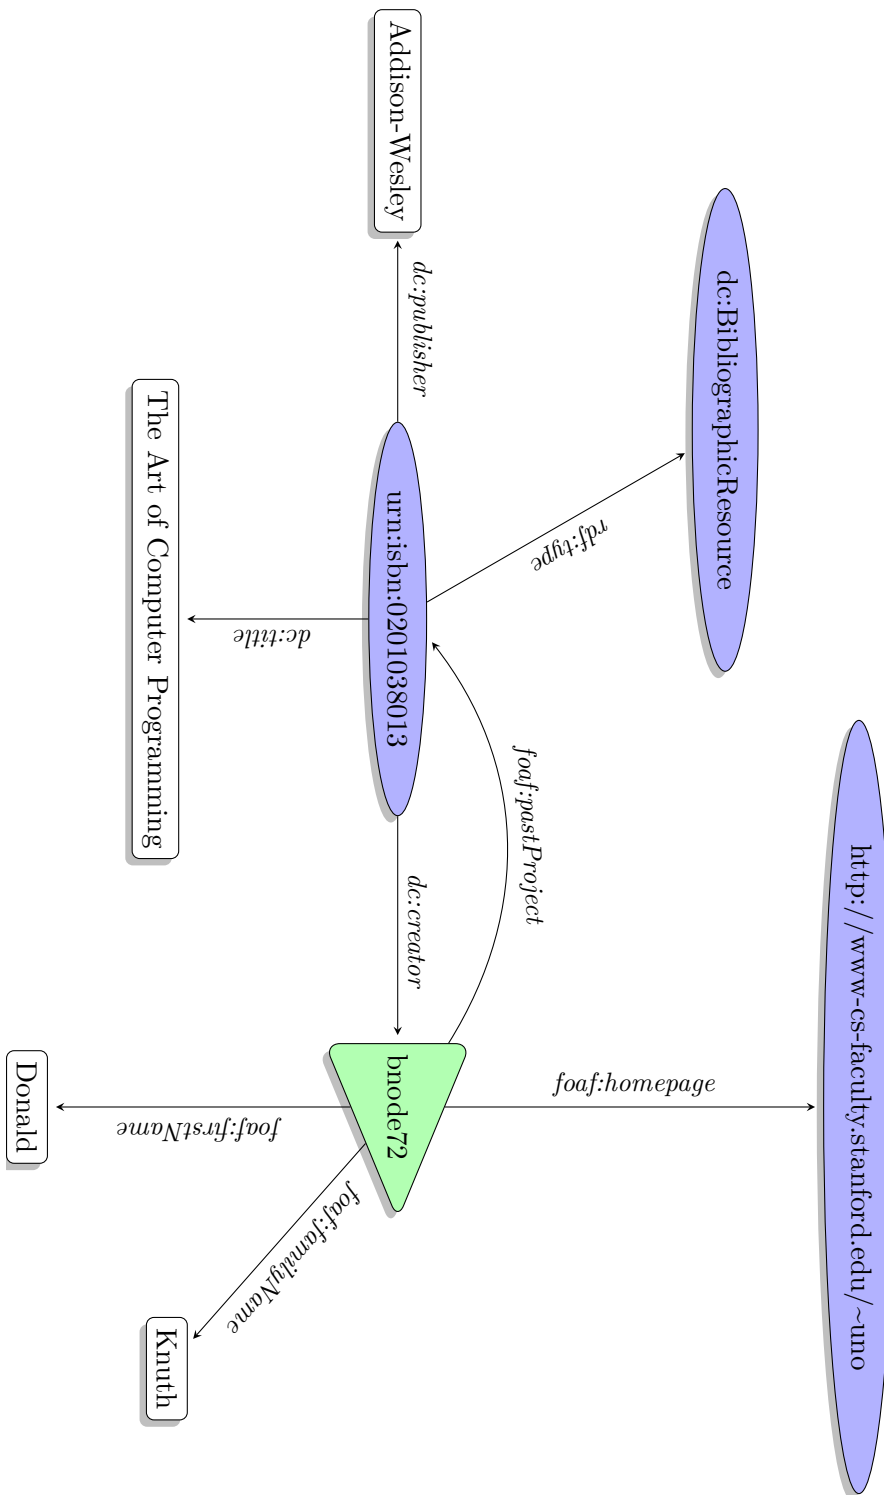 http://www-cs-faculty.stanford.edu/~uno
dc:BibliographicResource
rdf:type
foaf:pastProject
foaf:homepage
Addison-Wesley
dc:publisher
urn:isbn:0201038013
dc:creator
bnode72
dc:title
foaf:firstName
foaf:familyName
The Art of Computer Programming
Knuth
Donald